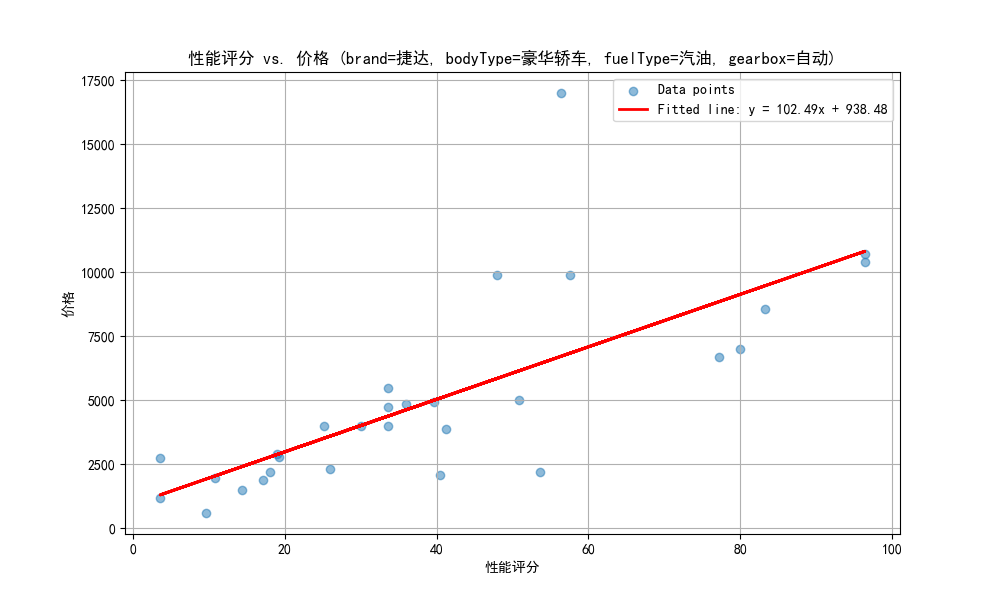 性能评分 vs. 价格 (brand=捷达, bodyType=豪华轿车, fuelType=汽油, gearbox=自动)
Data points
Fitted line: y = 102.49x + 938.48
17500
15000
12500
10000
7500
5000
2500
0
价格
0 20 40 60 80 100
性能评分